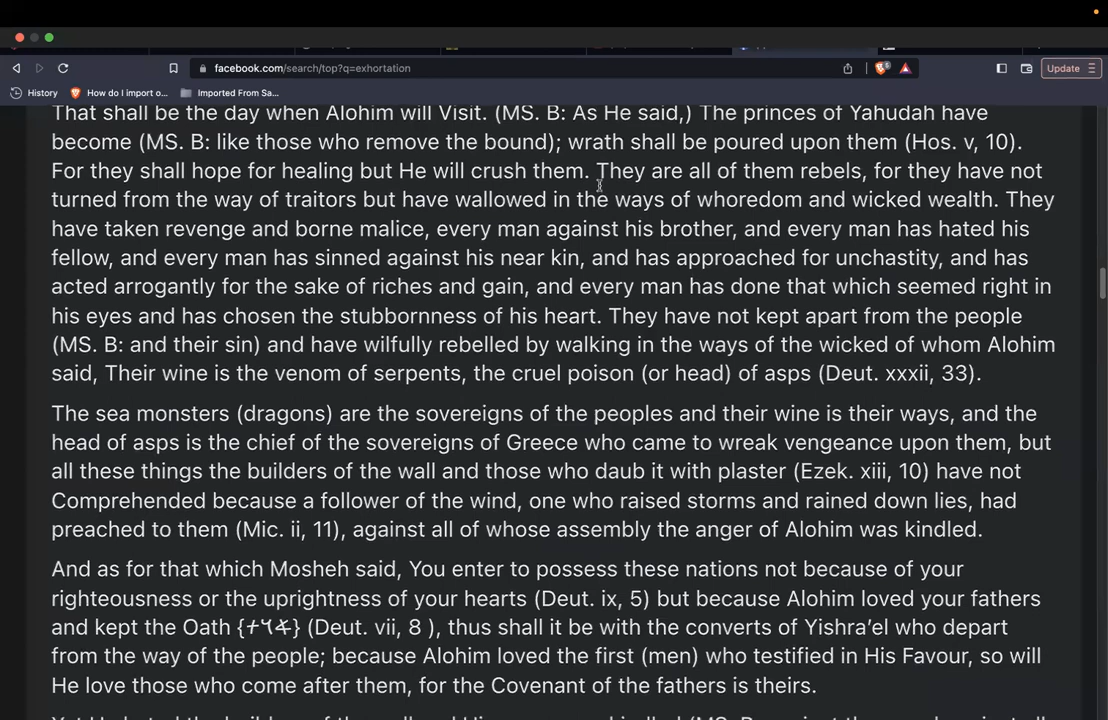 facebook.com/search/top?q=exhortation
6
Update
History
How do I import o...
Imported From Sa...
That shall be the day when Alohim will Visit. (MS. B: As He said,) The princes of Yahudah have
become (MS. B: like those who remove the bound); wrath shall be poured upon them (Hos. v, 10).
For they shall hope for healing but He will crush them. They are all of them rebels, for they have not
turned from the way of traitors but have wallowed in the ways of whoredom and wicked wealth. They
have taken revenge and borne malice, every man against his brother, and every man has hated his
fellow, and every man has sinned against his near kin, and has approached for unchastity, and has
acted arrogantly for the sake of riches and gain, and every man has done that which seemed right in
his eyes and has chosen the stubbornness of his heart. They have not kept apart from the people
(MS. B: and their sin) and have wilfully rebelled by walking in the ways of the wicked of whom Alohim
said, Their wine is the venom of serpents, the cruel poison (or head) of asps (Deut. xxxii, 33).
The sea monsters (dragons) are the sovereigns of the peoples and their wine is their ways, and the
head of asps is the chief of the sovereigns of Greece who came to wreak vengeance upon them, but
all these things the builders of the wall and those who daub it with plaster (Ezek. xiii, 10) have not
Comprehended because a follower of the wind, one who raised storms and rained down lies, had
preached to them (Mic. ii, 11), against all of whose assembly the anger of Alohim was kindled.
And as for that which Mosheh said, You enter to possess these nations not because of your
righteousness or the uprightness of your hearts (Deut. ix, 5) but because Alohim loved your fathers
and kept the Oath {} (Deut. vii, 8 ), thus shall it be with the converts of Yishra'el who depart
from the way of the people; because Alohim loved the first (men) who testified in His Favour, so will
He love those who come after them, for the Covenant of the fathers is theirs.